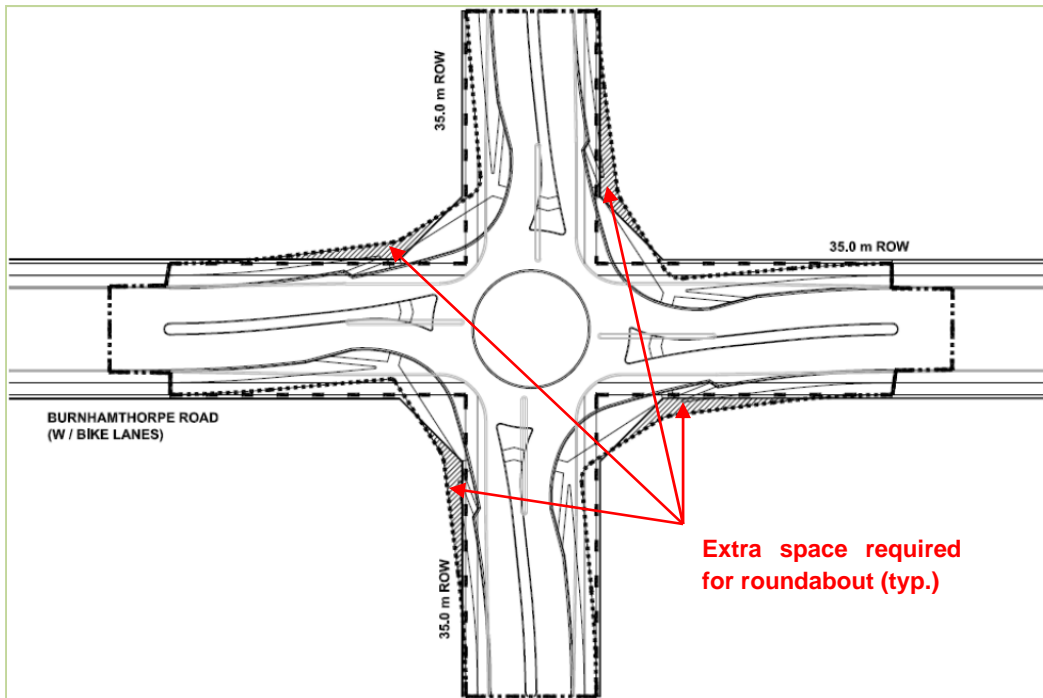 35.0 m ROW
35.0 m ROW
BURNHAMTHORPE ROAD
(W / BIKE LANES)
Extra space required
for roundabout (typ.)
35.0 m ROW